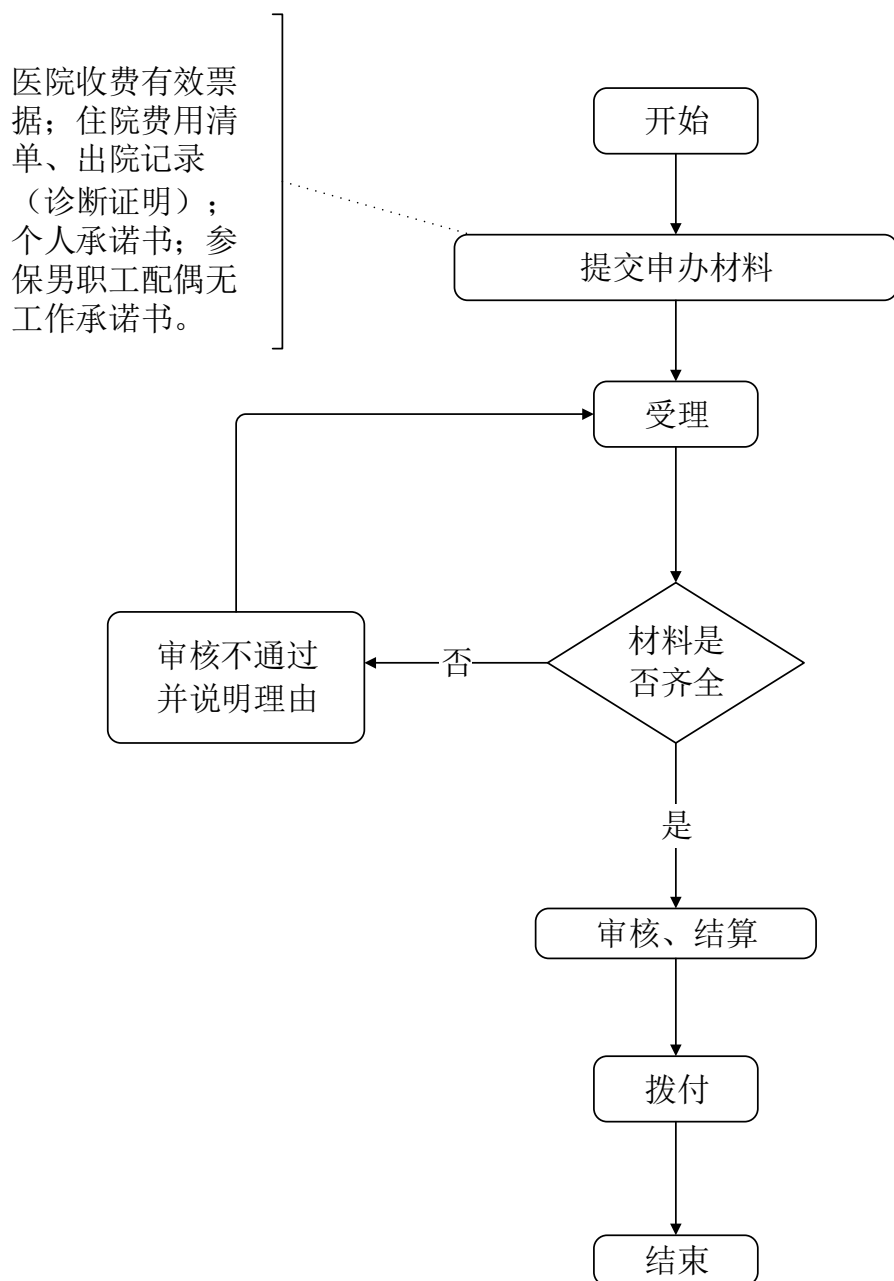 医院收费有效票
据；住院费用清
单、出院记录
（诊断证明）；
个人承诺书；参
保男职工配偶无
工作承诺书。
开始
提交申办材料
受理
材料是
否齐全
否
审核不通过
并说明理由
是
审核、结算
拨付
结束